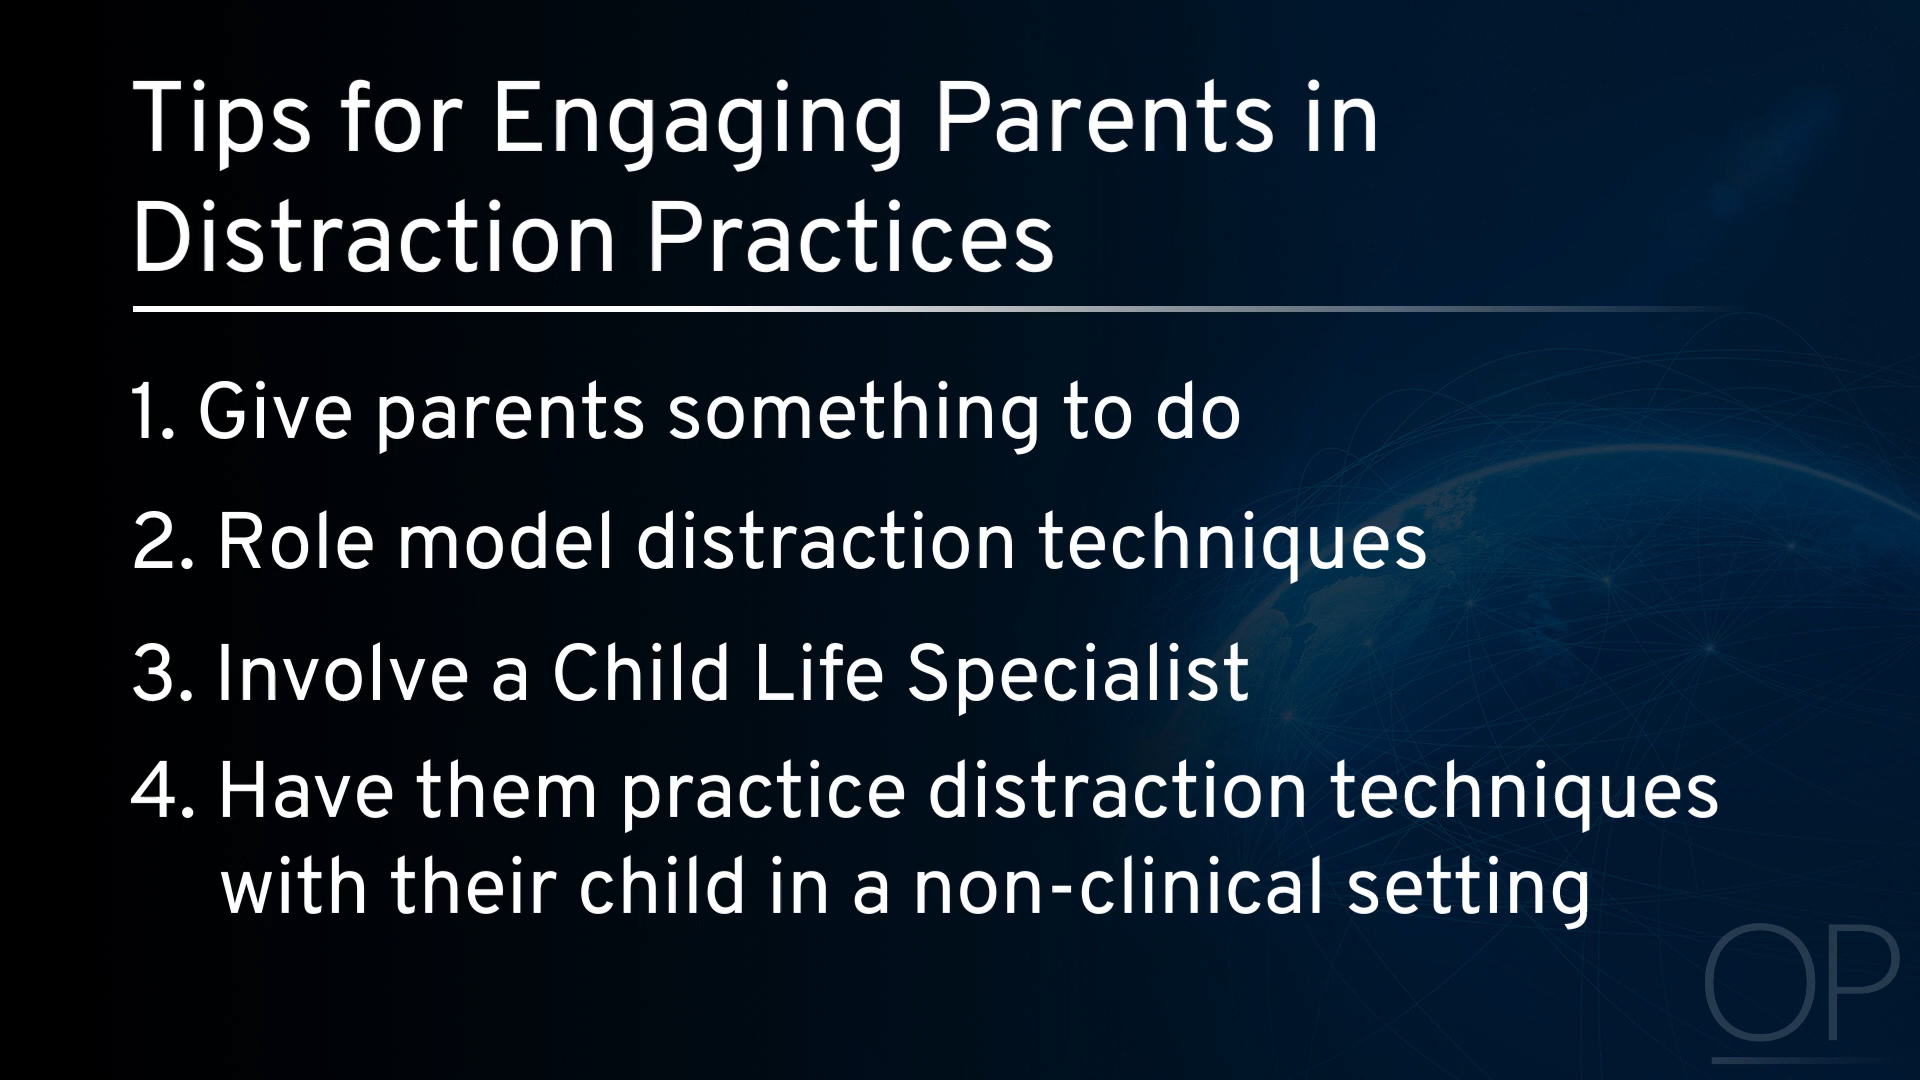 Tips for Engaging Parents in
Distraction Practices
1. Give parents something to do
2. Role model distraction techniques
3. Involve a Child Life Specialist
4. Have them practice distraction techniques
with their child in a non-clinical setting
OP